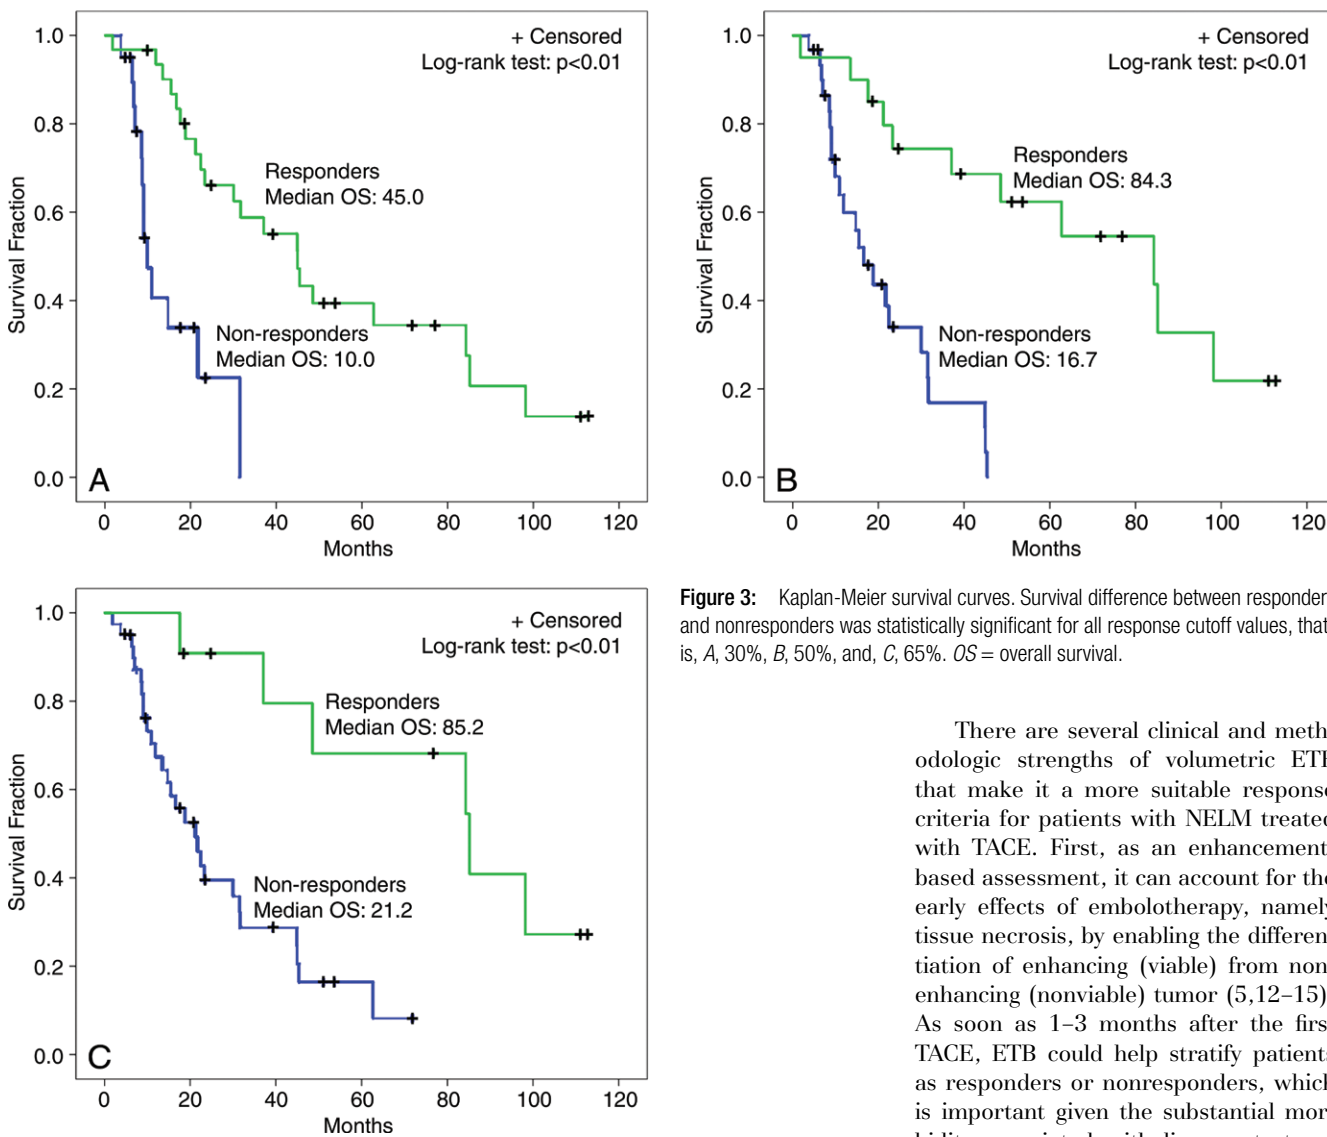 1.0
0.8
0.6
0.4
0.2
0.0
Survival Fraction
+ Censored
Log-rank test: p<0.01
Responders
Median OS: 45.0
Non-responders
Median OS: 10.0
A
0 20 40 60 80 100 120
Months
1.0
0.8
0.6
0.4
0.2
0.0
Survival Fraction
+ Censored
Log-rank test: p<0.01
Responders
Median OS: 84.3
Non-responders
Median OS: 16.7
B
0 20 40 60 80 100 120
Months
1.0
0.8
0.6
0.4
0.2
0.0
Survival Fraction
+ Censored
Log-rank test: p<0.01
Responders
Median OS: 85.2
Non-responders
Median OS: 21.2
C
0 20 40 60 80 100 120
Months
Figure 3: Kaplan-Meier survival curves. Survival difference between responder
and nonresponders was statistically significant for all response cutoff values, that
is, A, 30%, B, 50%, and, C, 65%. OS = overall survival.
There are several clinical and meth
odologic strengths of volumetric ETB
that make it a more suitable response
criteria for patients with NELM treated
with TACE. First, as an enhancement
based assessment, it can account for the
early effects of embolotherapy, namely
tissue necrosis, by enabling the differen
tiation of enhancing (viable) from non
enhancing (nonviable) tumor (5,12–15)
As soon as 1–3 months after the firs
TACE, ETB could help stratify patient
as responders or nonresponders, which
is important given the substantial mor